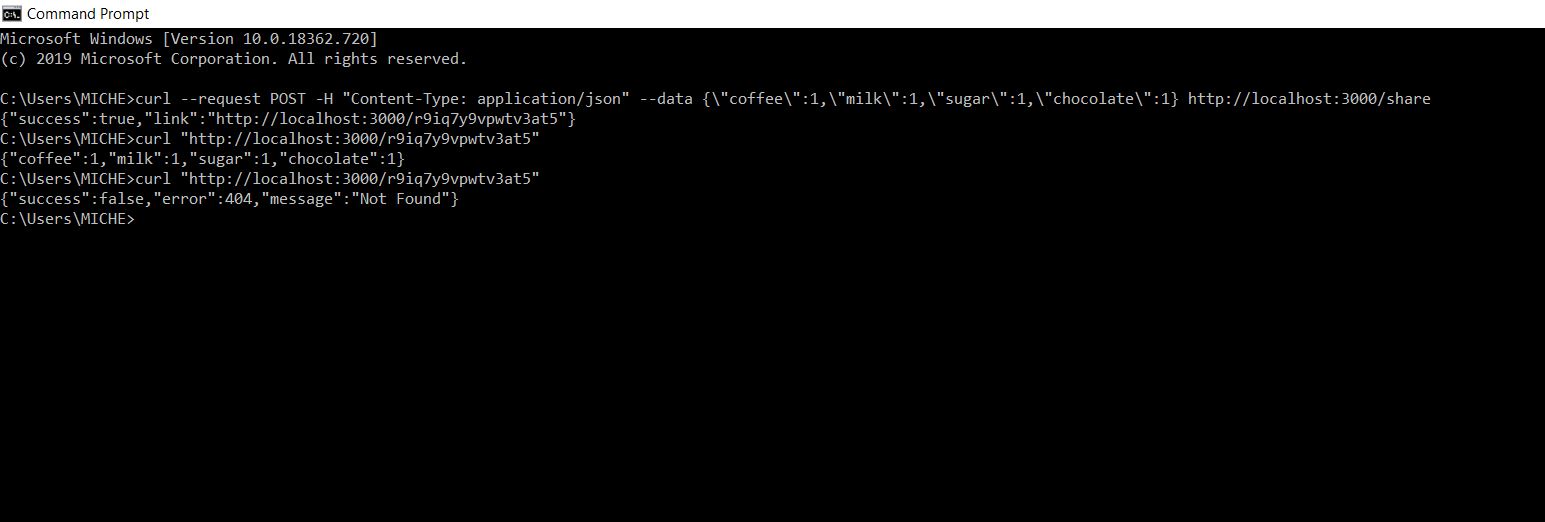 Command Prompt
Microsoft Windows [Version 10.0.18362.720]
(c) 2019 Microsoft Corporation. All rights reserved.
C:\Users\MICHE>curl --request POST -H "Content-Type: application/json" --data {\"coffee\":1,\"milk\":1,\"sugar\":1,\"chocolate\":1} http://localhost:3000/share
{"success":true,"link":"http://localhost:3000/r9iq7y9vpwtv3at5"}
C:\Users\MICHE>curl "http://localhost:3000/r9iq7y9vpwtv3at5"
{"coffee":1,"milk":1,"sugar":1,"chocolate":1}
C:\Users\MICHE>curl "http://localhost:3000/r9iq7y9vpwtv3at5"
{"success":false,"error":404,"message":"Not Found"}
C:\Users\MICHE>